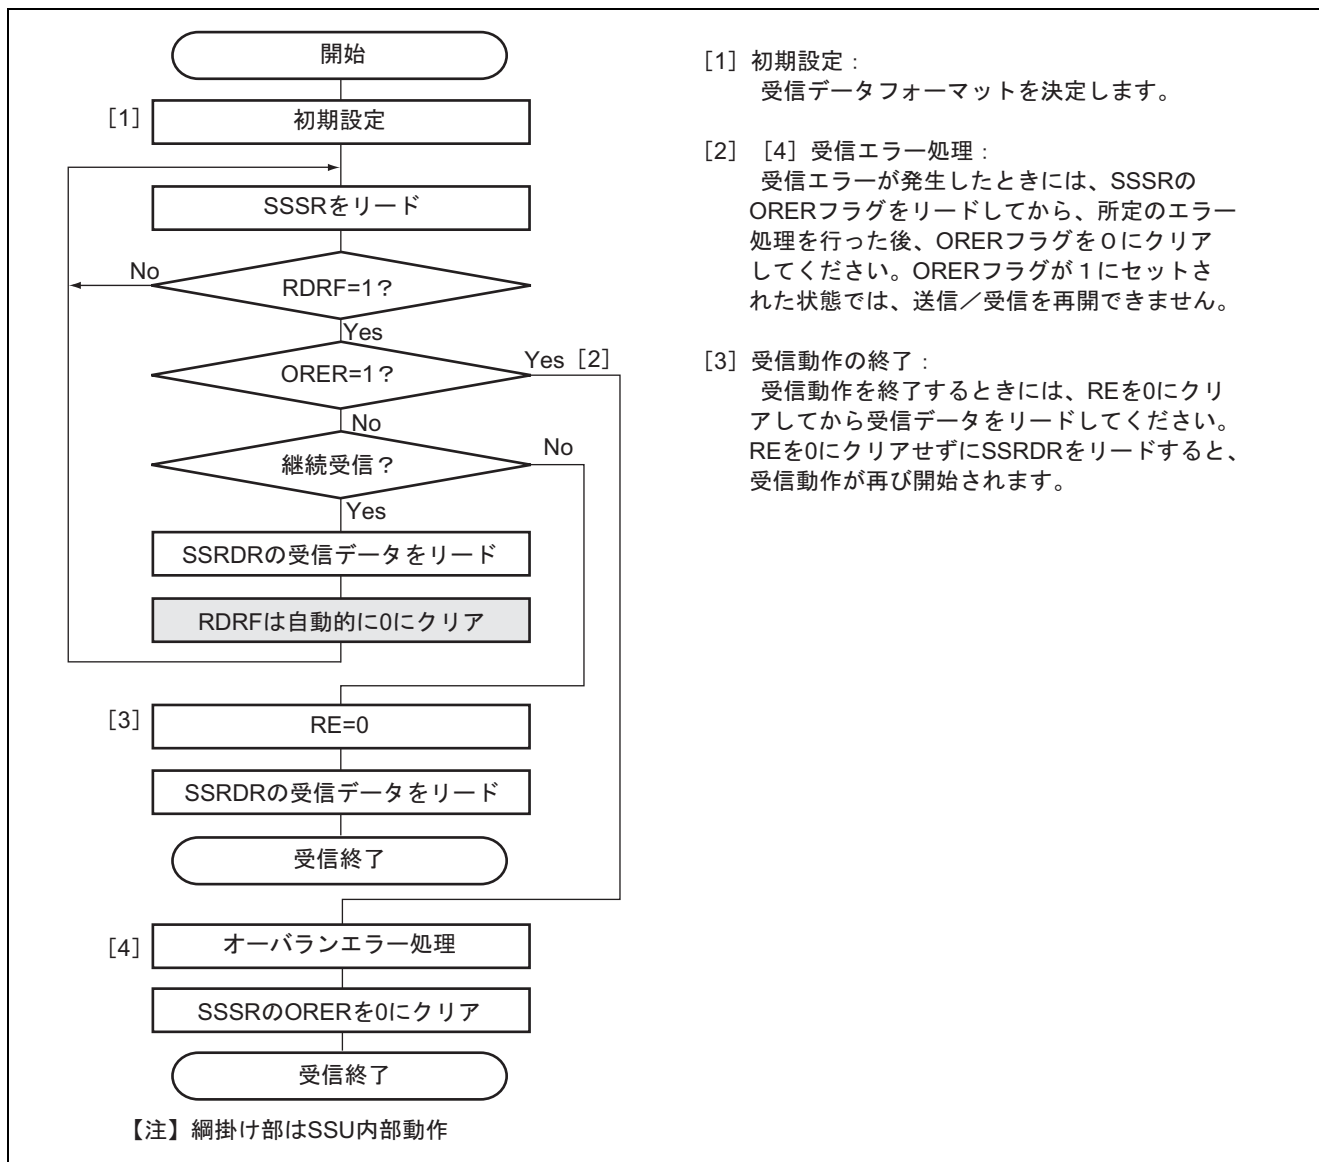 開始
[1] 初期設定
SSSRをリード
No
RDRF=1?
Yes
ORER=1?
Yes [2]
No
継続受信?
No
Yes
SSRDRの受信データをリード
RDRFは自動的に0にクリア
[3] RE=0
SSRDRの受信データをリード
受信終了
[4] オーバランエラー処理
SSSRのORERを0にクリア
受信終了
【注】綱掛け部はSSU内部動作
[1] 初期設定:
受信データフォーマットを決定します。
[2] [4] 受信エラー処理:
受信エラーが発生したときには、SSSRの
ORERフラグをリードしてから、所定のエラー
処理を行った後、ORERフラグを0にクリア
してください。ORERフラグが1にセットさ
れた状態では、送信/受信を再開できません。
[3] 受信動作の終了:
受信動作を終了するときには、REを0にクリ
アしてから受信データをリードしてください。
REを0にクリアせずにSSRDRをリードすると、
受信動作が再び開始されます。